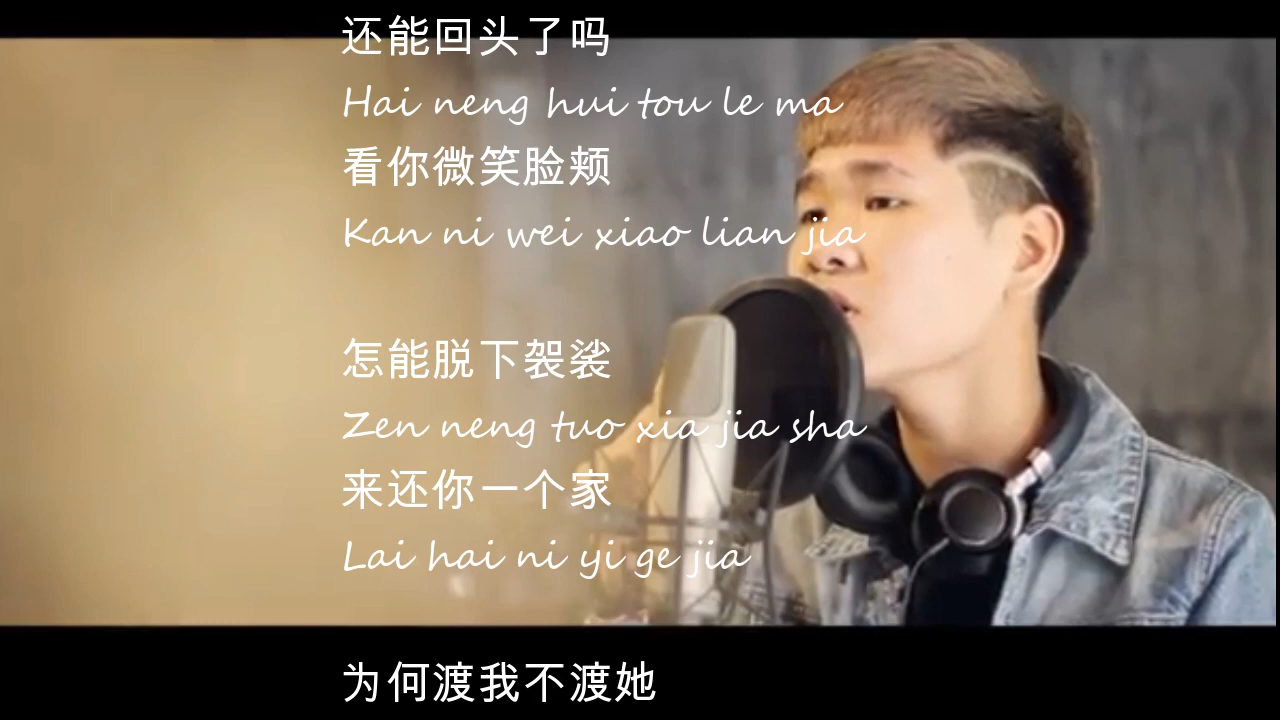 还能回头了吗
Hai neng hui tou le ma
看你微笑脸颊
Kan ni wei xiao lian jia
怎能脱下袈裟
Zen neng tuo xia jia sha
来还你一个家
Lai hai ni yi ge jia
为何渡我不渡她